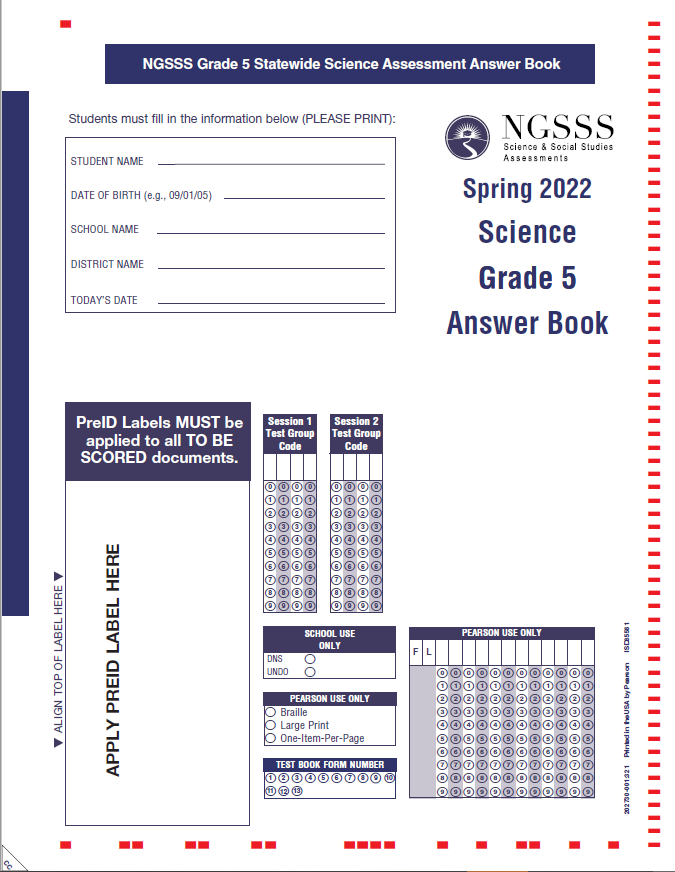 NGSSS Grade 5 Statewide Science Assessment Answer Book
Students must fill in the information below (PLEASE PRINT):
STUDENT NAME
DATE OF BIRTH (e.g., 09/01/05)
SCHOOL NAME
DISTRICT NAME
TODAY'S DATE
NGSSS
Science & Social Studies
Assessments
Spring 2022
Science
Grade 5
Answer Book
PreID Labels MUST be
applied to all TO BE
SCORED documents.
▶ ALIGN TOP OF LABEL HERE ▶
APPLY PREID LABEL HERE
Session 1
Test Group
Code
0 0 0 0
1 1 1 1
2 2 2 2
3 3 3 3
4 4 4 4
5 5 5 5
6 6 6 6
7 7 7 7
8 8 8 8
9 9 9 9
Session 2
Test Group
Code
0 0 0 0
1 1 1 1
2 2 2 2
3 3 3 3
4 4 4 4
5 5 5 5
6 6 6 6
7 7 7 7
8 8 8 8
9 9 9 9
SCHOOL USE
ONLY
DNS
UNDO
PEARSON USE ONLY
Braille
Large Print
One-Item-Per-Page
TEST BOOK FORM NUMBER
1 2 3 4 5 6 7 8 9 10
11 12 13
PEARSON USE ONLY
F L
0 0 0 0 0 0 0 0 0 0 0 0
1 1 1 1 1 1 1 1 1 1 1 1
2 2 2 2 2 2 2 2 2 2 2 2
3 3 3 3 3 3 3 3 3 3 3 3
4 4 4 4 4 4 4 4 4 4 4 4
5 5 5 5 5 5 5 5 5 5 5 5
6 6 6 6 6 6 6 6 6 6 6 6
7 7 7 7 7 7 7 7 7 7 7 7
8 8 8 8 8 8 8 8 8 8 8 8
9 9 9 9 9 9 9 9 9 9 9 9
Printed in the USA by Pearson
CC